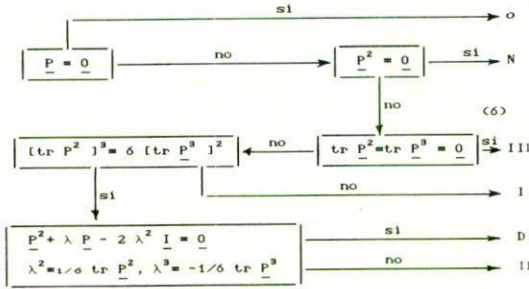 si
o
no
si
P = 0
P² = 0
N
no
(6)
no
si
[tr P² ]³= 6 [tr P³ ]²
tr P²=tr P³ = 0
III
no
I
si
P²+ λ P - 2 λ² I = 0
si
D
λ²=1/6 tr P², λ³= -1/6 tr P³
no
II